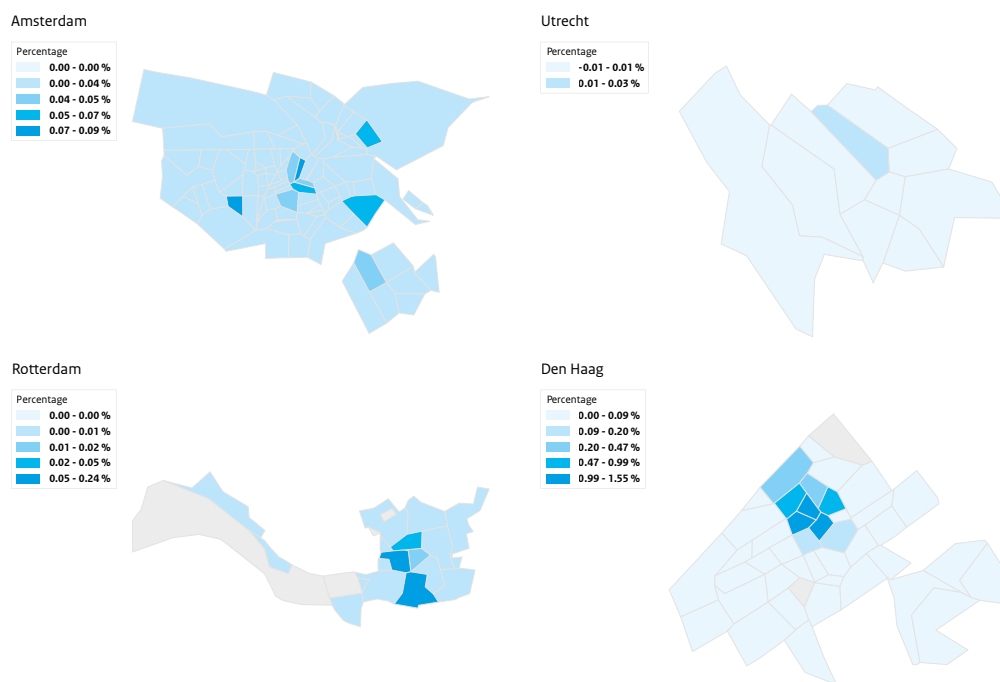 Amsterdam
Percentage
0.00 - 0.00 %
0.00 - 0.04 %
0.04 - 0.05 %
0.05 - 0.07 %
0.07 - 0.09 %
Utrecht
Percentage
-0.01 - 0.01 %
0.01 - 0.03 %
Rotterdam
Percentage
0.00 - 0.00 %
0.00 - 0.01 %
0.01 - 0.02 %
0.02 - 0.05 %
0.05 - 0.24 %
Den Haag
Percentage
0.00 - 0.09 %
0.09 - 0.20 %
0.20 - 0.47 %
0.47 - 0.99 %
0.99 - 1.55 %